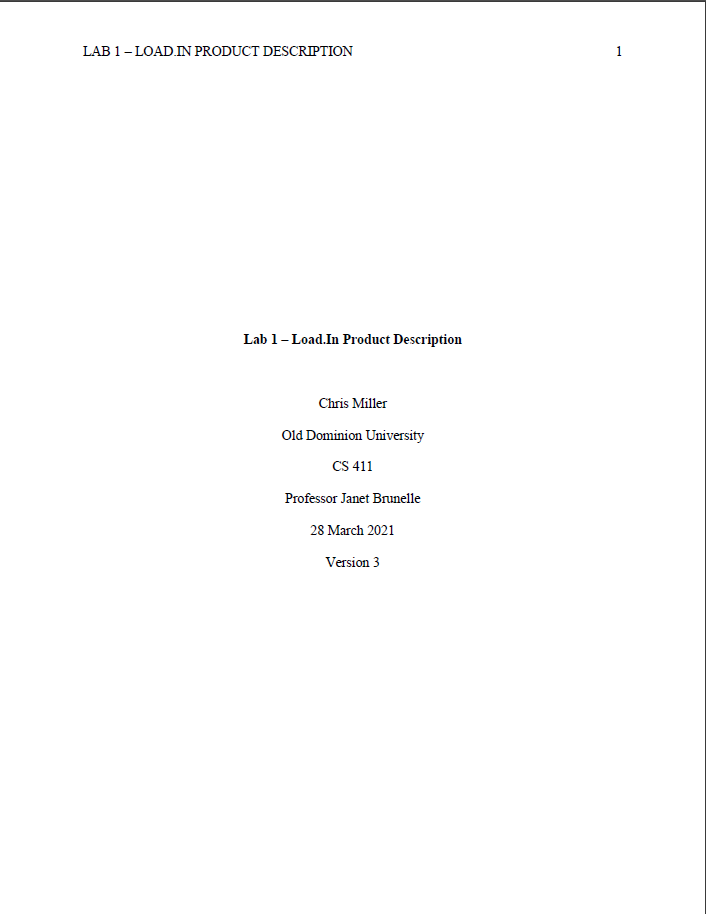 LAB 1 – LOAD.IN PRODUCT DESCRIPTION 1
Lab 1 – Load.In Product Description
Chris Miller
Old Dominion University
CS 411
Professor Janet Brunelle
28 March 2021
Version 3